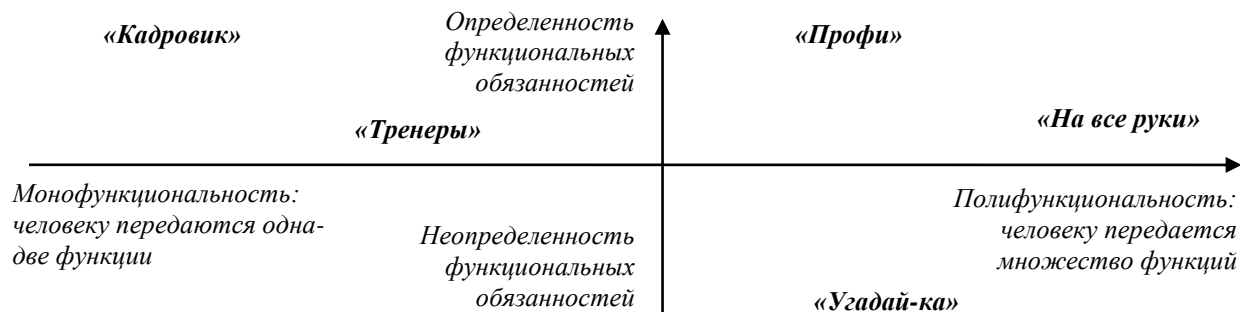 «Кадровик»
Определенность
функциональных
обязанностей
«Профи»
«Тренеры»
«На все руки»
Монофункциональность:
человеку передаются одна-
две функции
Неопределенность
функциональных
обязанностей
Полифункциональность:
человеку передается
множество функций
«Угадай-ка»